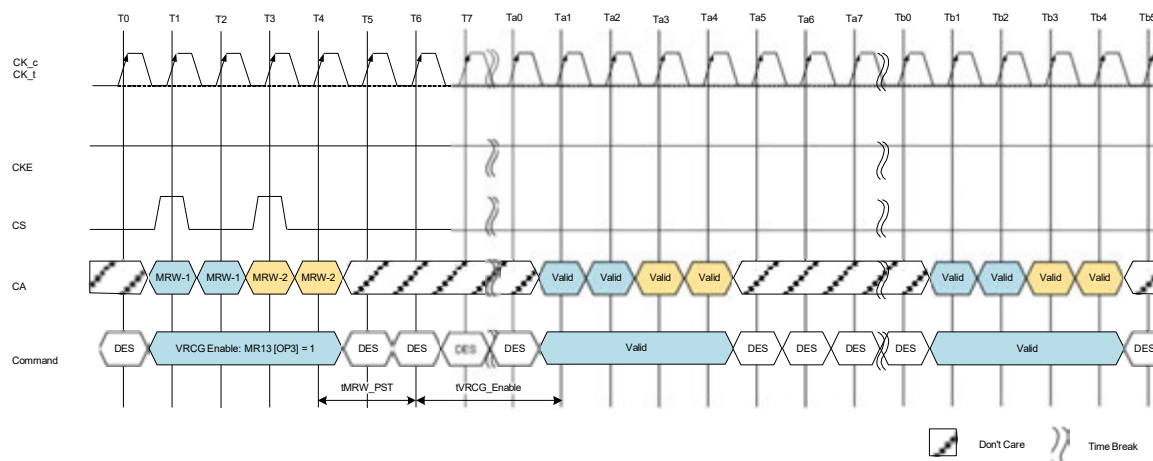 T0 T1 T2 T3 T4 T5 T6 T7 Ta0 Ta1 Ta2 Ta3 Ta4 Ta5 Ta6 Ta7 Tb0 Tb1 Tb2 Tb3 Tb4 Tb5
CK_c
CK_t
CKE
CS
CA MRW-1 MRW-1 MRW-2 MRW-2 Valid Valid Valid Valid Valid Valid Valid Valid
Command DES VRCG Enable: MR13 [OP3] = 1 DES DES DES DES Valid DES DES DES DES Valid DES
tMRW_PST tVRCG_Enable
Don't Care Time Break